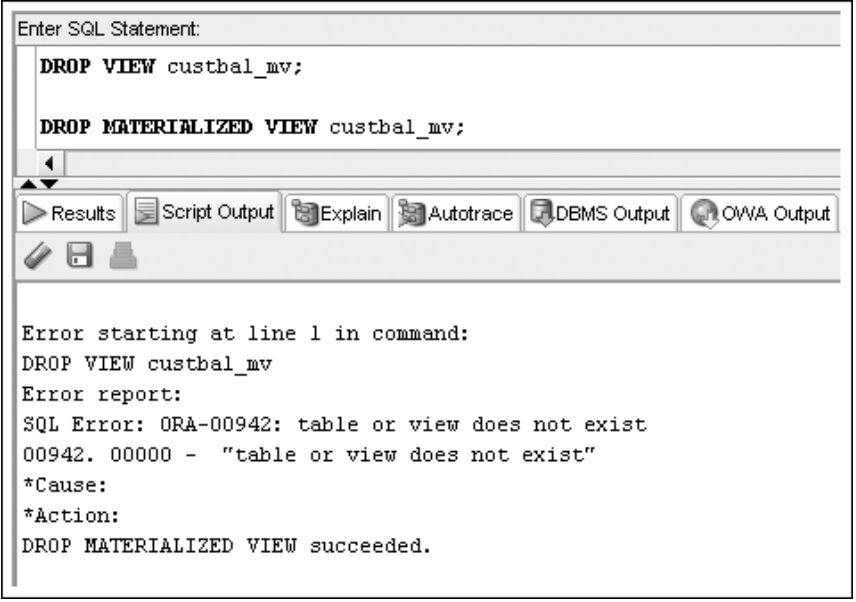 Enter SQL Statement:
DROP VIEW custbal_mv;
DROP MATERIALIZED VIEW custbal_mv;
Results Script Output Explain Autotrace DBMS Output OWA Output
Error starting at line 1 in command:
DROP VIEW custbal_mv
Error report:
SQL Error: ORA-00942: table or view does not exist
00942. 00000 - "table or view does not exist"
*Cause:
*Action:
DROP MATERIALIZED VIEW succeeded.